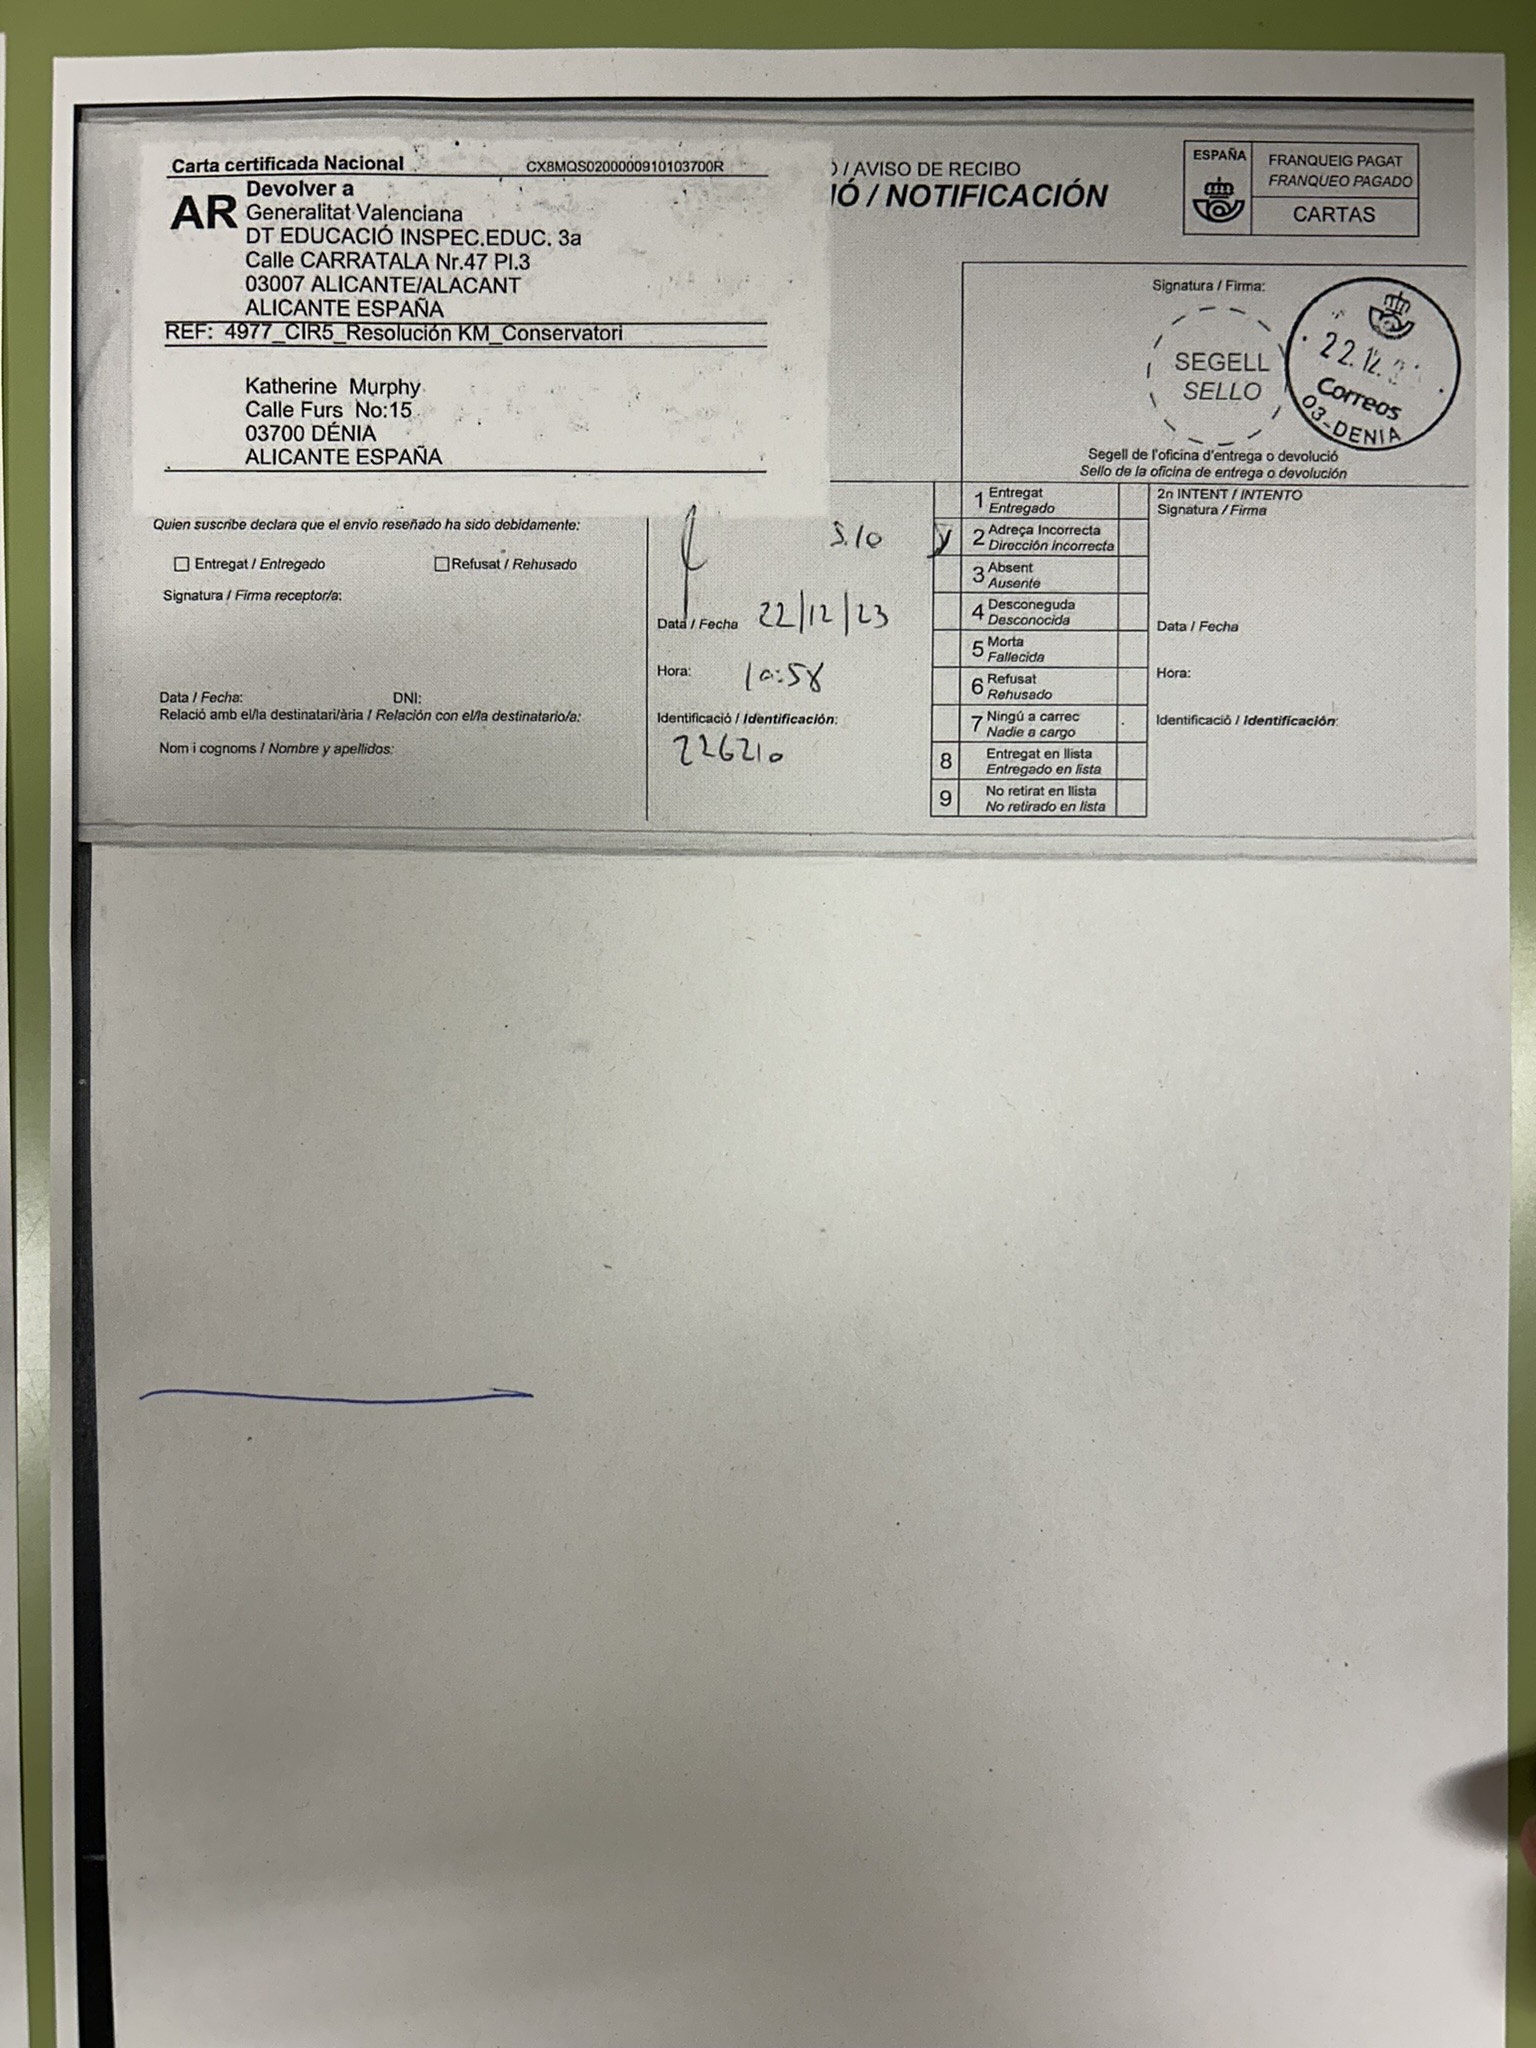 Carta certificada Nacional CX8MQS0200000910103700R
AR
Devolver a
Generalitat Valenciana
DT EDUCACIÓ INSPEC.EDUC. 3a
Calle CARRATALA Nr.47 Pl.3
03007 ALICANTE/ALACANT
ALICANTE ESPAÑA
REF: 4977_CIR5_Resolución KM_Conservatori
Katherine Murphy
Calle Furs No:15
03700 DÉNIA
ALICANTE ESPAÑA
/ AVISO DE RECIBO
IÓ / NOTIFICACIÓN
ESPAÑA
FRANQUEIG PAGAT
FRANQUEO PAGADO
CARTAS
Signatura / Firma:
SEGELL
SELLO
22.12.
Correos
03-DENIA
Segell de l'oficina d'entrega o devolució
Sello de la oficina de entrega o devolución
Quien suscribe declara que el envio reseñado ha sido debidamente:
Entregat / Entregado
Refusat / Rehusado
Signatura / Firma receptor/a:
Data / Fecha: DNI:
Relació amb el/la destinatari/ària / Relación con el/la destinatario/a:
Nom i cognoms / Nombre y apellidos:
Data / Fecha 22/12/23
Hora: 10:58
Identificació / Identificación:
226210
1 Entregat
Entregado
2 Adreça Incorrecta
Dirección incorrecta
3 Absent
Ausente
4 Desconeguda
Desconocida
5 Morta
Fallecida
6 Refusat
Rehusado
7 Ningú a carrec
Nadie a cargo
8 Entregat en llista
Entregado en lista
9 No retirat en llista
No retirado en lista
2n INTENT / INTENTO
Signatura / Firma
Data / Fecha
Hora:
Identificació / Identificación: